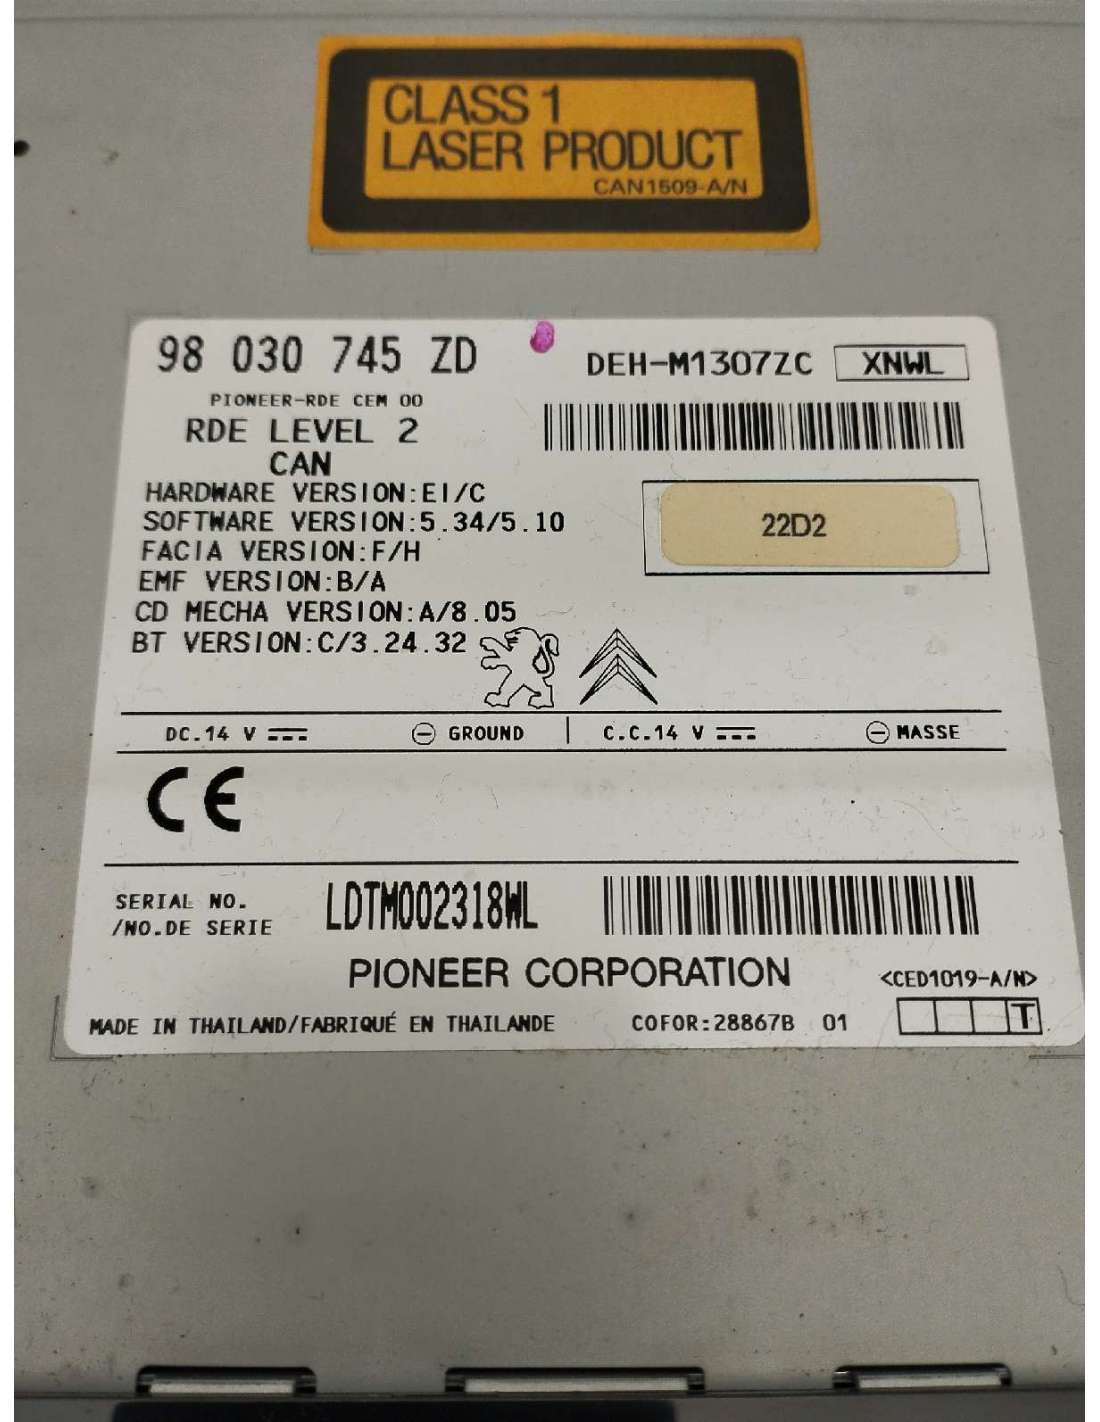 CLASS 1
LASER PRODUCT
CAN1509-A/N
98 030 745 ZD
DEH-M1307ZC XNWL
PIONEER-RDE CEM 00
RDE LEVEL 2
CAN
HARDWARE VERSION:EI/C
SOFTWARE VERSION:5.34/5.10
22D2
FACIA VERSION:F/H
EMF VERSION:B/A
CD MECHA VERSION:A/8.05
BT VERSION:C/3.24.32
DC.14 V GROUND C.C.14 V MASSE
CE
SERIAL NO.
/NO.DE SERIE
LDTM002318WL
PIONEER CORPORATION
<CED1019-A/N>
MADE IN THAILAND/FABRIQUÉ EN THAILANDE COFOR:28867B 01 T